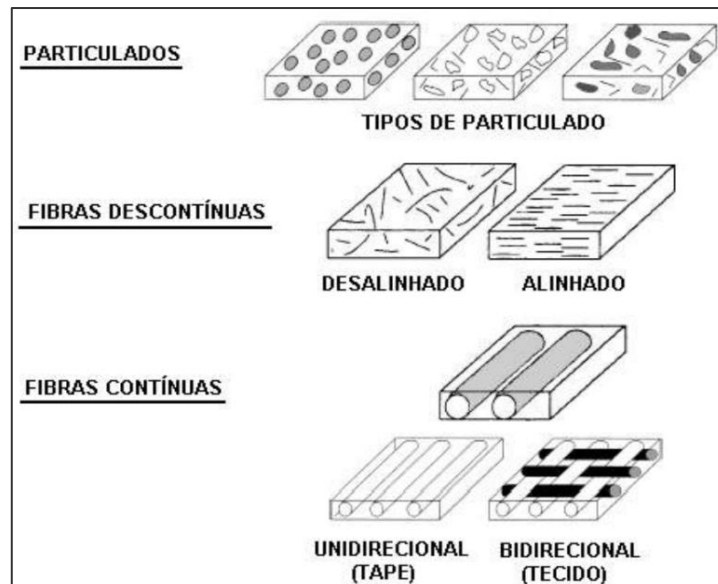 PARTICULADOS
TIPOS DE PARTICULADO
FIBRAS DESCONTÍNUAS
DESALINHADO
ALINHADO
FIBRAS CONTÍNUAS
UNIDIRECIONAL
(TAPE)
BIDIRECIONAL
(TECIDO)